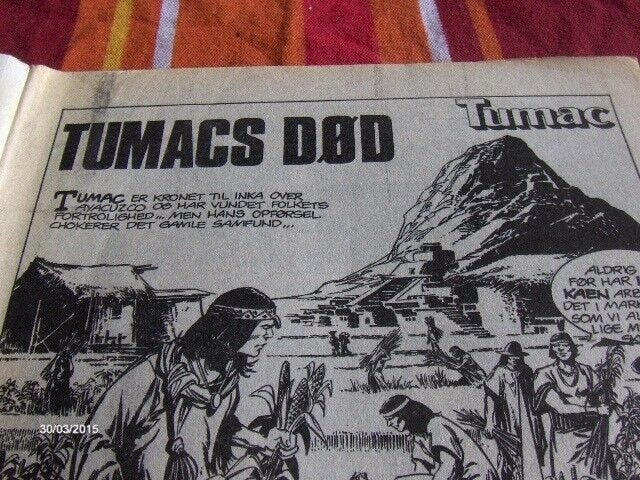 TUMACS DØD
Tumac
TUMAC ER KRONET TIL INKA OVER
AYACUZCO OG HAR VUNDET FOLKETS
FORTROLIGHED... MEN HANS OPFØRSEL
CHOKERER DET GAMLE SAMFUND...
ALDRIG
FØR HAR
KAEN
DET I MARK
SOM VI
LIGE
30/03/2015